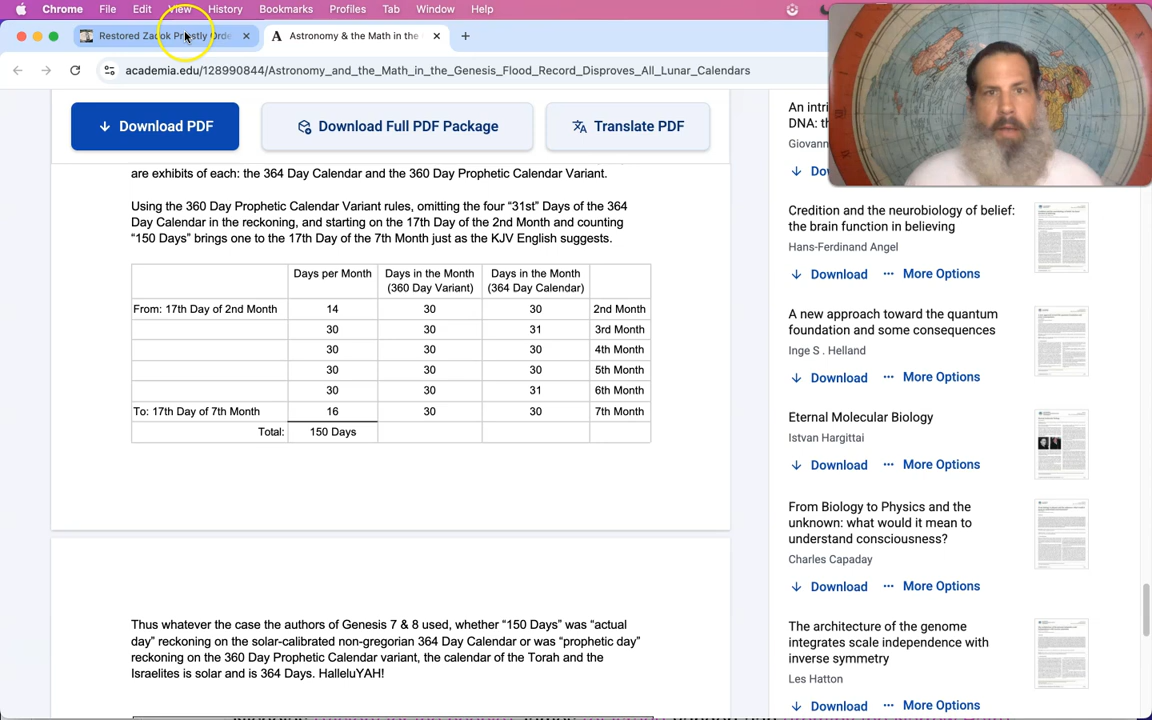 Chrome File Edit View History Bookmarks Profiles Tab Window Help
Restored Zadok Priestly Orde
Astronomy & the Math in the
academia.edu/128990844/Astronomy_and_the_Math_in_the_Genesis_Flood_Record_Disproves_All_Lunar_Calendars
Download PDF
Download Full PDF Package
Translate PDF
are exhibits of each: the 364 Day Calendar and the 360 Day Prophetic Calendar Variant.
Using the 360 Day Prophetic Calendar Variant rules, omitting the four “31st” Days of the 364
Day Calendar in the reckoning, and starting on the 17th Day of the 2nd Month and counting
“150 Days” brings one to the 17th Day of the 7th Month just as the KJV English suggests.
Days per Month Days in the Month Days in the Month
(360 Day Variant) (364 Day Calendar)
From: 17th Day of 2nd Month 14 30 30 2nd Month
30 30 31 3rd Month
30 30 30 4th Month
30 30 30 5th Month
30 30 31 6th Month
To: 17th Day of 7th Month 16 30 30 7th Month
Total: 150 Days
Thus whatever the case the authors of Genesis 7 & 8 used, whether “150 Days” was “actual
day” reckoning on the solar-calibrated non-gregorian 364 Day Calendar or was “prophetic day”
reckoning on the 360 Day Prophetic Calendar variant, the calendar of the Torah and the
Israelites is solar and is 364 Days. HalleluYAH!
An intri
DNA: th
Giovann
Do
Credition and the neurobiology of belief:
the brain function in believing
Hans-Ferdinand Angel
Download More Options
A new approach toward the quantum
foundation and some consequences
Inge S . Helland
Download More Options
Eternal Molecular Biology
Istvan Hargittai
Download More Options
From Biology to Physics and the
unknown: what would it mean to
understand consciousness?
Charles Capaday
Download More Options
The architecture of the genome
integrates scale independence with
inverse symmetry
Les Hatton
Download More Options